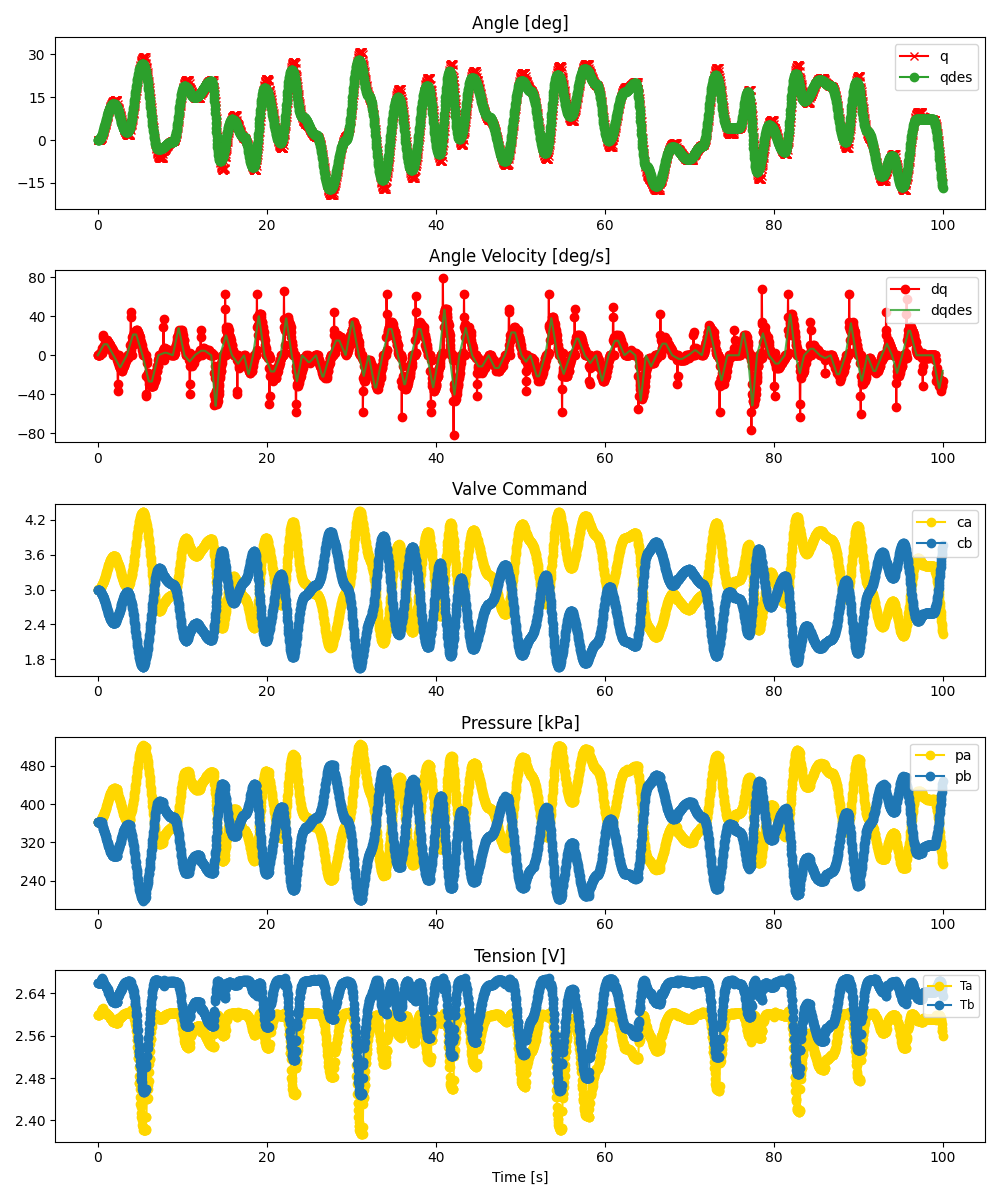 Angle [deg]
30
15
0
−15
q
qdes
0 20 40 60 80 100
Angle Velocity [deg/s]
80
40
0
−40
−80
dq
dqdes
0 20 40 60 80 100
Valve Command
4.2
3.6
3.0
2.4
1.8
ca
cb
0 20 40 60 80 100
Pressure [kPa]
480
400
320
240
pa
pb
0 20 40 60 80 100
Tension [V]
2.64
2.56
2.48
2.40
Ta
Tb
0 20 40 60 80 100
Time [s]